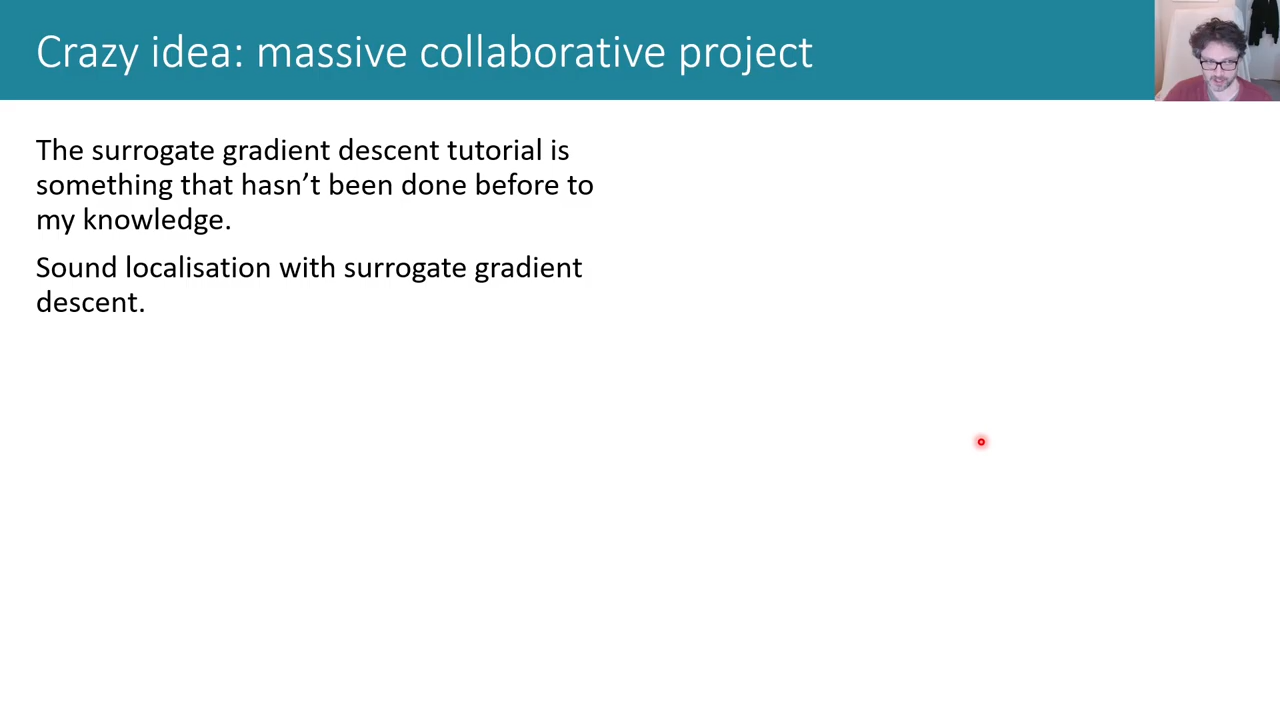 Crazy idea: massive collaborative project
The surrogate gradient descent tutorial is
something that hasn’t been done before to
my knowledge.
Sound localisation with surrogate gradient
descent.